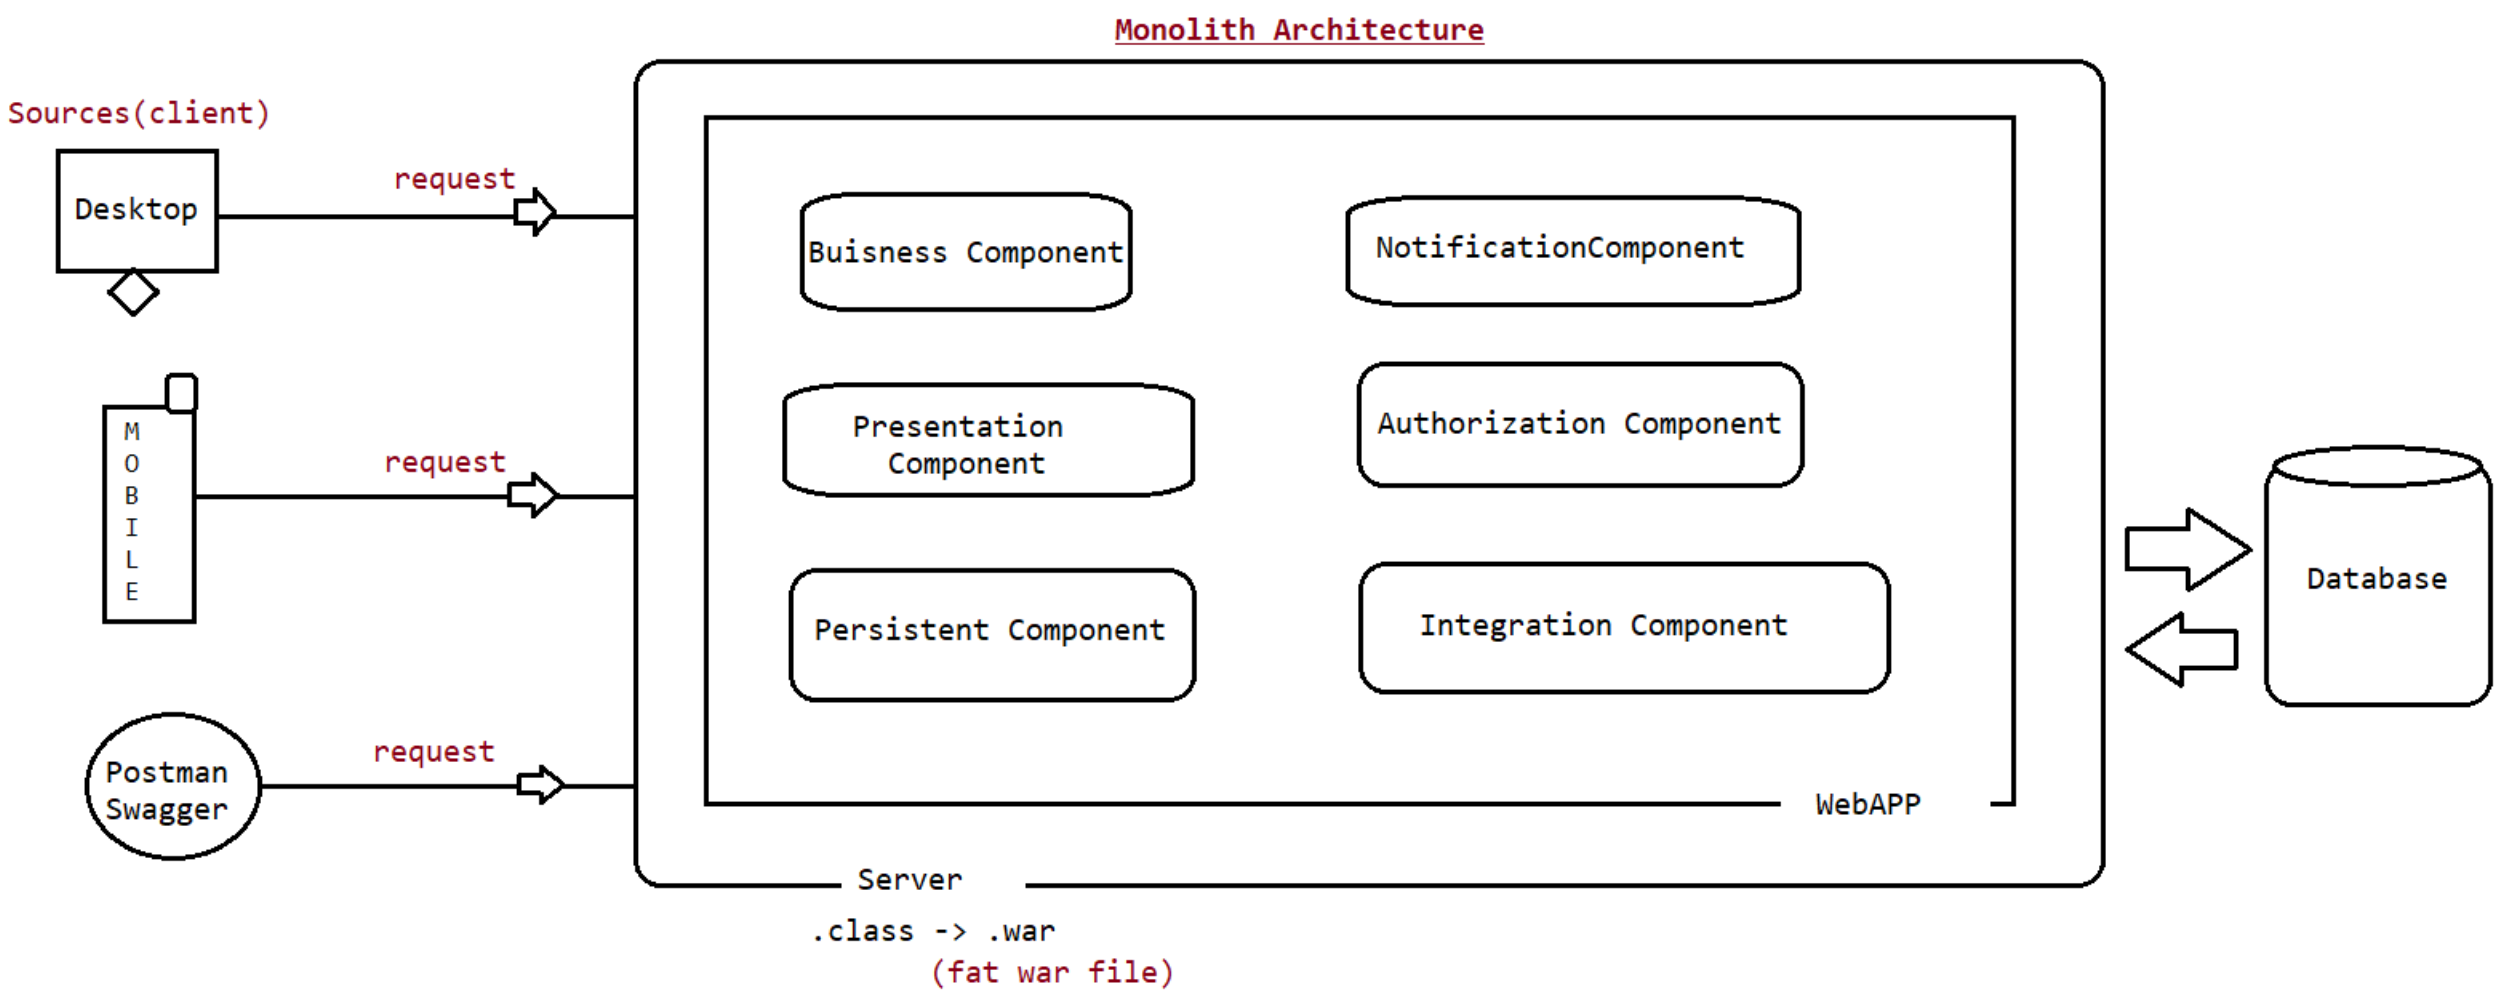 Monolith Architecture
Sources(client)
Desktop
request
Buisness Component
NotificationComponent
M
O
B
I
L
E
request
Presentation
Component
Authorization Component
Persistent Component
Integration Component
Database
Postman
Swagger
request
WebAPP
Server
.class -> .war
(fat war file)